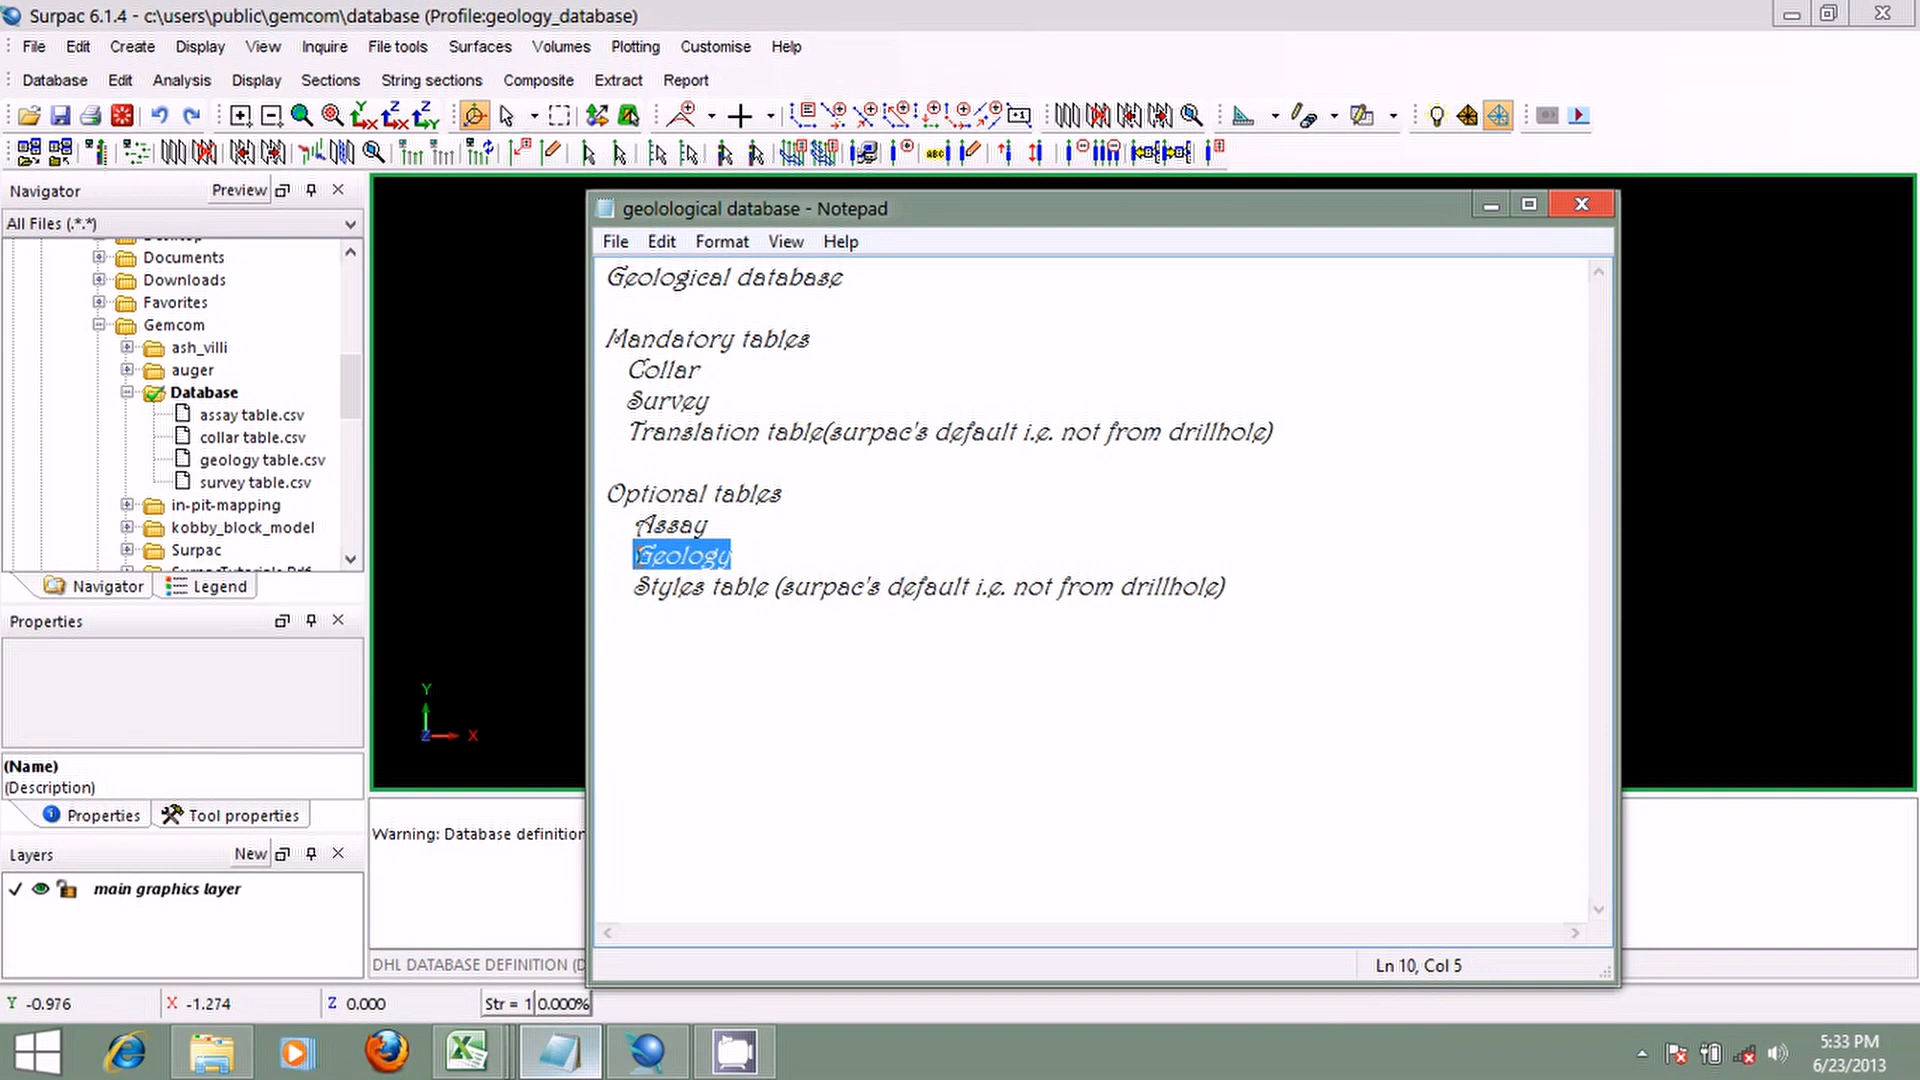 Surpac 6.1.4 - c:\users\public\gemcom\database (Profile:geology_database)
File Edit Create Display View Inquire File tools Surfaces Volumes Plotting Customise Help
Database Edit Analysis Display Sections String sections Composite Extract Report
Navigator Preview
All Files (.*.*)
Documents
Downloads
Favorites
Gemcom
ash_villi
auger
Database
assay table.csv
collar table.csv
geology table.csv
survey table.csv
in-pit-mapping
kobby_block_model
Surpac
Navigator Legend
Properties
(Name)
(Description)
Properties Tool properties
Layers New
main graphics layer
geolological database - Notepad
File Edit Format View Help
Geological database
Mandatory tables
Collar
Survey
Translation table(surpac's default i.e. not from drillhole)
Optional tables
Assay
Geology
Styles table (surpac's default i.e. not from drillhole)
Ln 10, Col 5
Y
Z X
Warning: Database definition
DHL DATABASE DEFINITION (D
Y -0.976 X -1.274 Z 0.000 Str = 1 0.000%
5:33 PM
6/23/2013